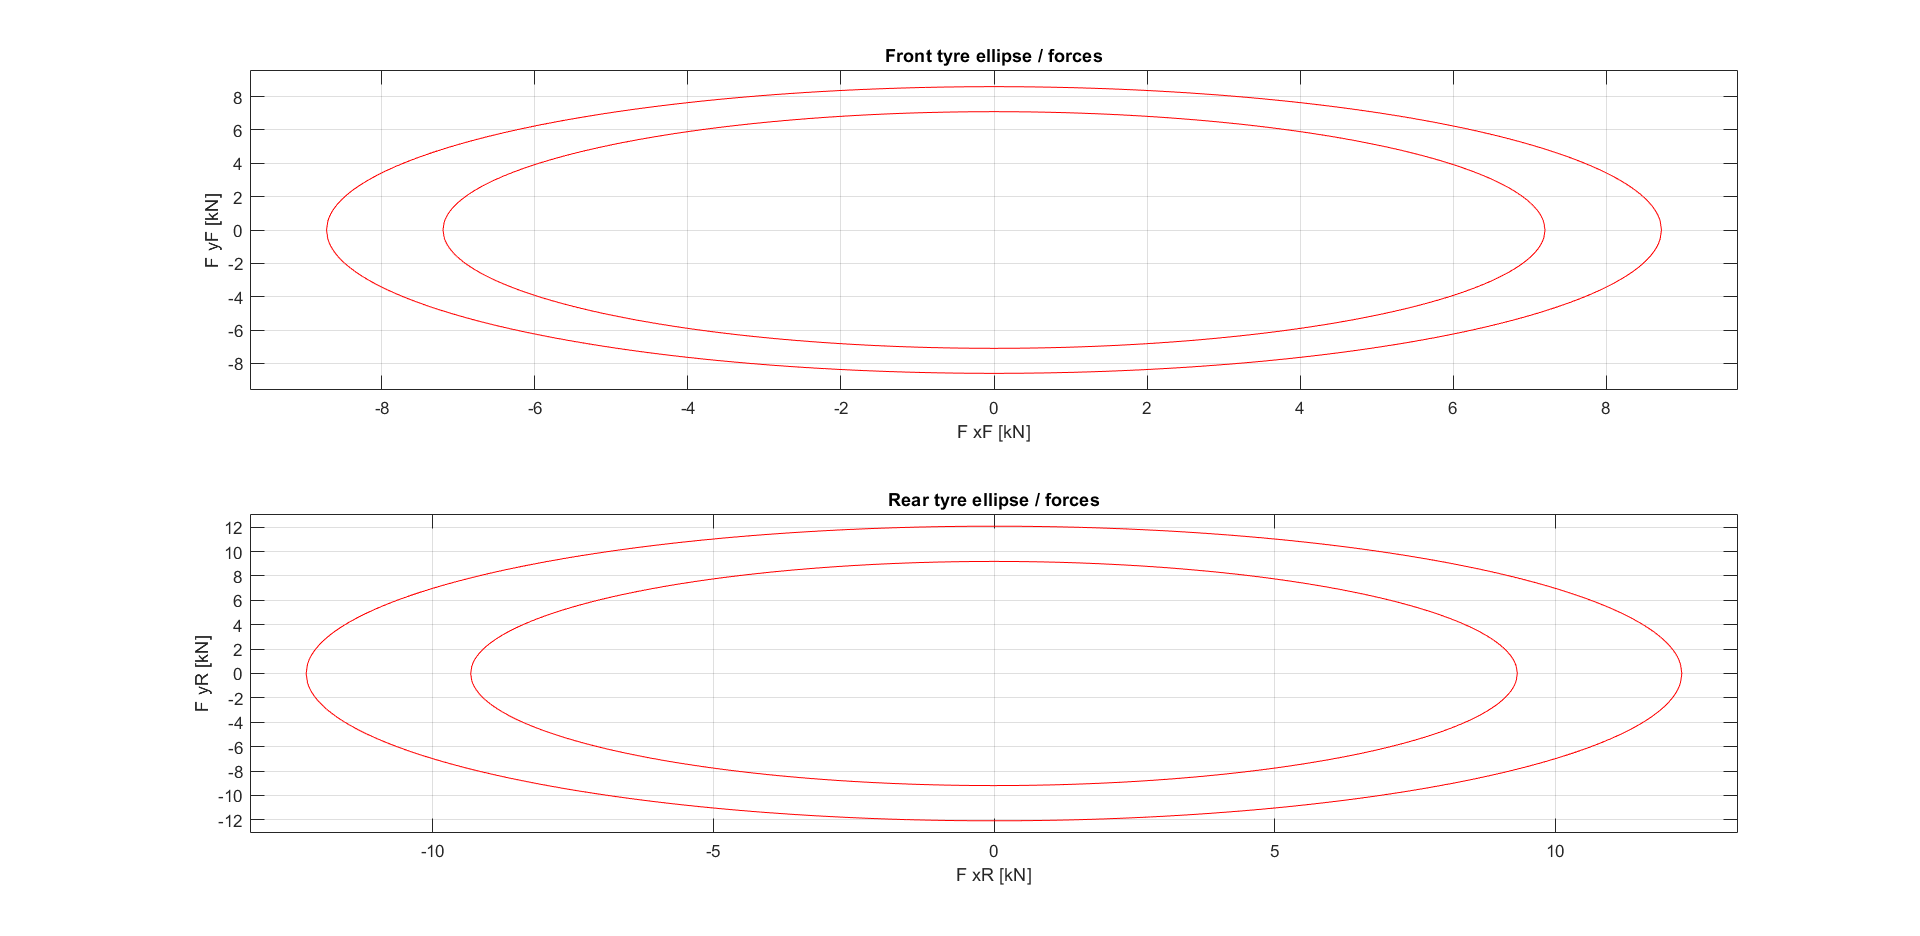 Front tyre ellipse / forces
8
6
4
2
0
-2
-4
-6
-8
F yF [kN]
-8 -6 -4 -2 0 2 4 6 8
F xF [kN]
Rear tyre ellipse / forces
12
10
8
6
4
2
0
-2
-4
-6
-8
-10
-12
F yR [kN]
-10 -5 0 5 10
F xR [kN]